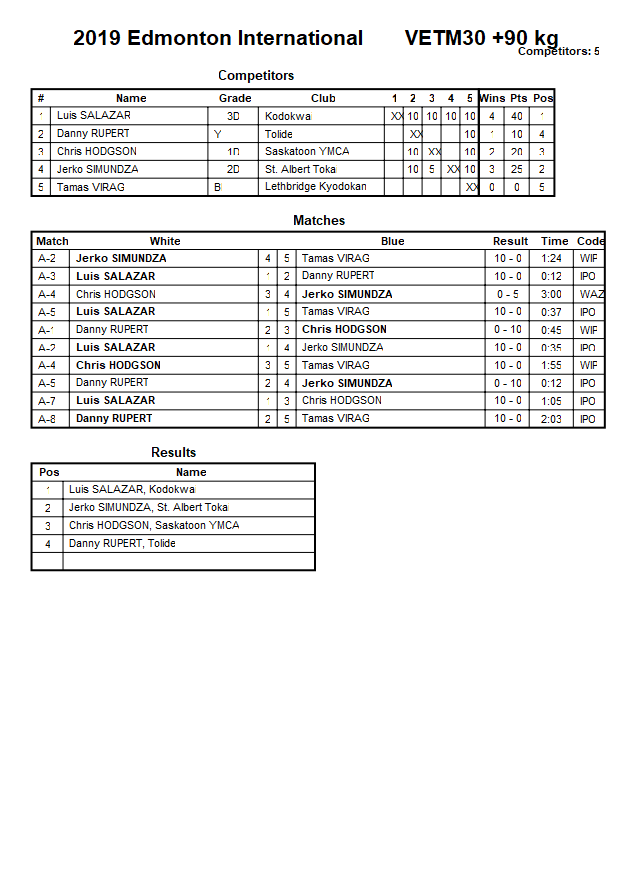 2019 Edmonton International VETM30 +90 kg
Competitors: 5
Competitors
# Name Grade Club 1 2 3 4 5 Wins Pts Pos
1 Luis SALAZAR 3D Kodokwai XX 10 10 10 10 4 40 1
2 Danny RUPERT Y Tolide XX 10 1 10 4
3 Chris HODGSON 1D Saskatoon YMCA 10 XX 10 2 20 3
4 Jerko SIMUNDZA 2D St. Albert Tokai 10 5 XX 10 3 25 2
5 Tamas VIRAG B Lethbridge Kyodokan XX 0 0 5
Matches
Match White Blue Result Time Code
A-2 Jerko SIMUNDZA 4 5 Tamas VIRAG 10 - 0 1:24 WIP
A-3 Luis SALAZAR 1 2 Danny RUPERT 10 - 0 0:12 IPO
A-4 Chris HODGSON 3 4 Jerko SIMUNDZA 0 - 5 3:00 WAZ
A-5 Luis SALAZAR 1 5 Tamas VIRAG 10 - 0 0:37 IPO
A-1 Danny RUPERT 2 3 Chris HODGSON 0 - 10 0:45 WIP
A-2 Luis SALAZAR 1 4 Jerko SIMUNDZA 10 - 0 0:35 IPO
A-4 Chris HODGSON 3 5 Tamas VIRAG 10 - 0 1:55 WIP
A-5 Danny RUPERT 2 4 Jerko SIMUNDZA 0 - 10 0:12 IPO
A-7 Luis SALAZAR 1 3 Chris HODGSON 10 - 0 1:05 IPO
A-8 Danny RUPERT 2 5 Tamas VIRAG 10 - 0 2:03 IPO
Results
Pos Name
1 Luis SALAZAR, Kodokwai
2 Jerko SIMUNDZA, St. Albert Tokai
3 Chris HODGSON, Saskatoon YMCA
4 Danny RUPERT, Tolide